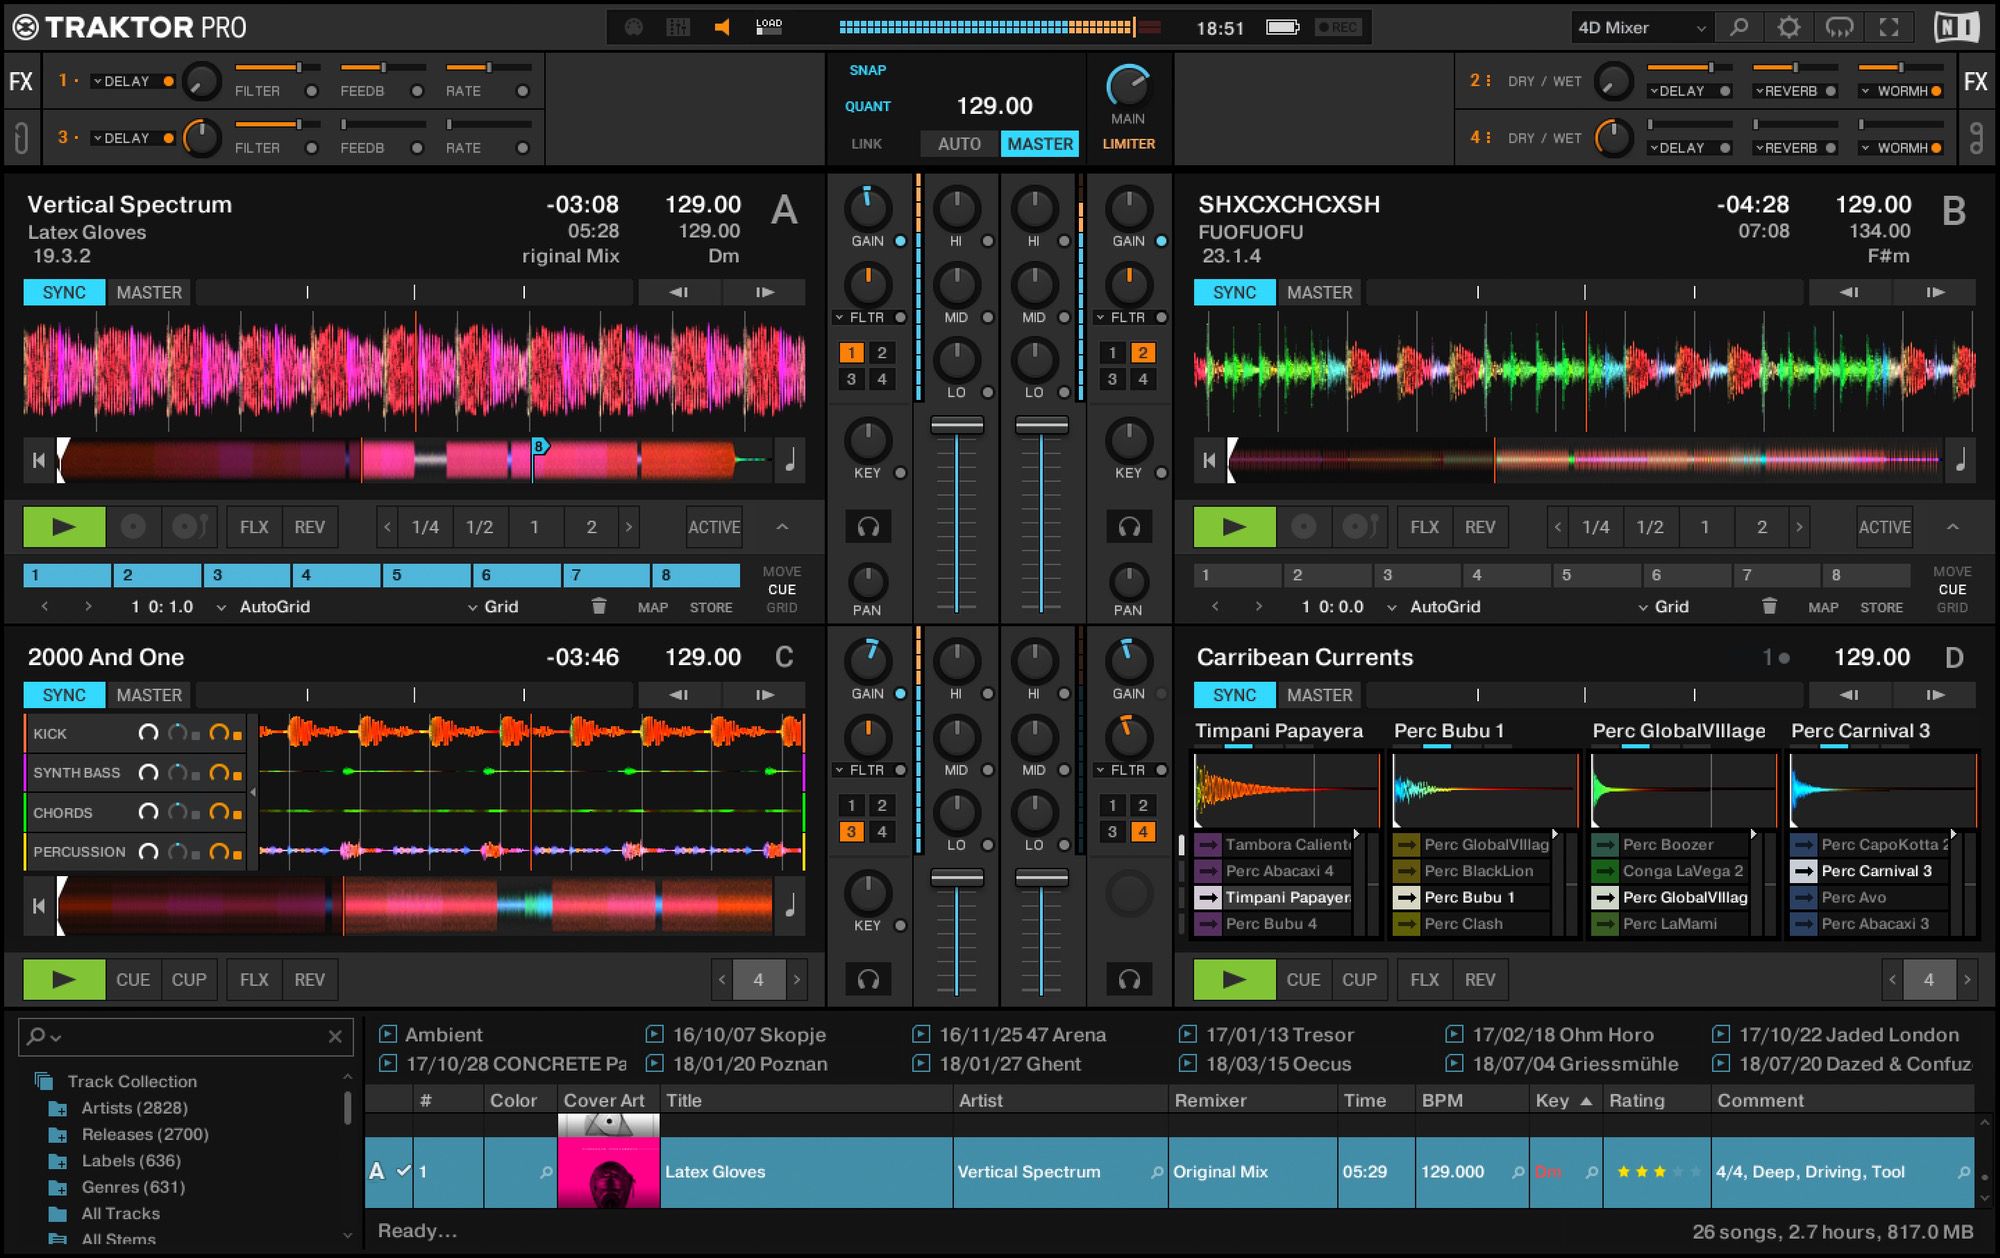 TRAKTOR PRO
LOAD
18:51
REC
4D Mixer
NI
FX
1
DELAY
FILTER
FEEDB
RATE
3
DELAY
FILTER
FEEDB
RATE
SNAP
QUANT
LINK
129.00
AUTO
MASTER
MAIN
LIMITER
2
DRY / WET
DELAY
REVERB
WORMH
FX
4
DRY / WET
DELAY
REVERB
WORMH
Vertical Spectrum
-03:08
129.00
A
Latex Gloves
05:28
129.00
19.3.2
riginal Mix
Dm
SYNC
MASTER
8
FLX
REV
1/4
1/2
1
2
ACTIVE
1 2 3 4 5 6 7 8
MOVE
CUE
GRID
1 0: 1.0
AutoGrid
Grid
MAP
STORE
GAIN
HI
HI
GAIN
FLTR
MID
MID
FLTR
1 2
3 4
1 2
3 4
LO
LO
KEY
KEY
PAN
PAN
SHXCXCHCXSH
-04:28
129.00
B
FUOFUOFU
07:08
134.00
23.1.4
F#m
SYNC
MASTER
FLX
REV
1/4
1/2
1
2
ACTIVE
1 2 3 4 5 6 7 8
MOVE
CUE
GRID
1 0: 0.0
AutoGrid
Grid
MAP
STORE
2000 And One
-03:46
129.00
C
SYNC
MASTER
KICK
SYNTH BASS
CHORDS
PERCUSSION
CUE
CUP
FLX
REV
4
GAIN
HI
HI
GAIN
FLTR
MID
MID
FLTR
1 2
3 4
1 2
3 4
LO
LO
KEY
Carribean Currents
1
129.00
D
SYNC
MASTER
Timpani Papayera
Perc Bubu 1
Perc GlobalVIllage
Perc Carnival 3
Tambora Caliente
Perc GlobalVIllag
Perc Boozer
Perc CapoKotta 2
Perc Abacaxi 4
Perc BlackLion
Conga LaVega 2
Perc Carnival 3
Timpani Papayer
Perc Bubu 1
Perc GlobalVIllag
Perc Avo
Perc Bubu 4
Perc Clash
Perc LaMami
Perc Abacaxi 3
CUE
CUP
FLX
REV
4
Ambient
16/10/07 Skopje
16/11/25 47 Arena
17/01/13 Tresor
17/02/18 Ohm Horo
17/10/22 Jaded London
17/10/28 CONCRETE Pa
18/01/20 Poznan
18/01/27 Ghent
18/03/15 Oecus
18/07/04 Griessmühle
18/07/20 Dazed & Confuz
Track Collection
Artists (2828)
Releases (2700)
Labels (636)
Genres (631)
All Tracks
All Stems
# Color Cover Art Title Artist Remixer Time BPM Key Rating Comment
A 1 Latex Gloves Vertical Spectrum Original Mix 05:29 129.000 Dm 4/4, Deep, Driving, Tool
Ready...
26 songs, 2.7 hours, 817.0 MB